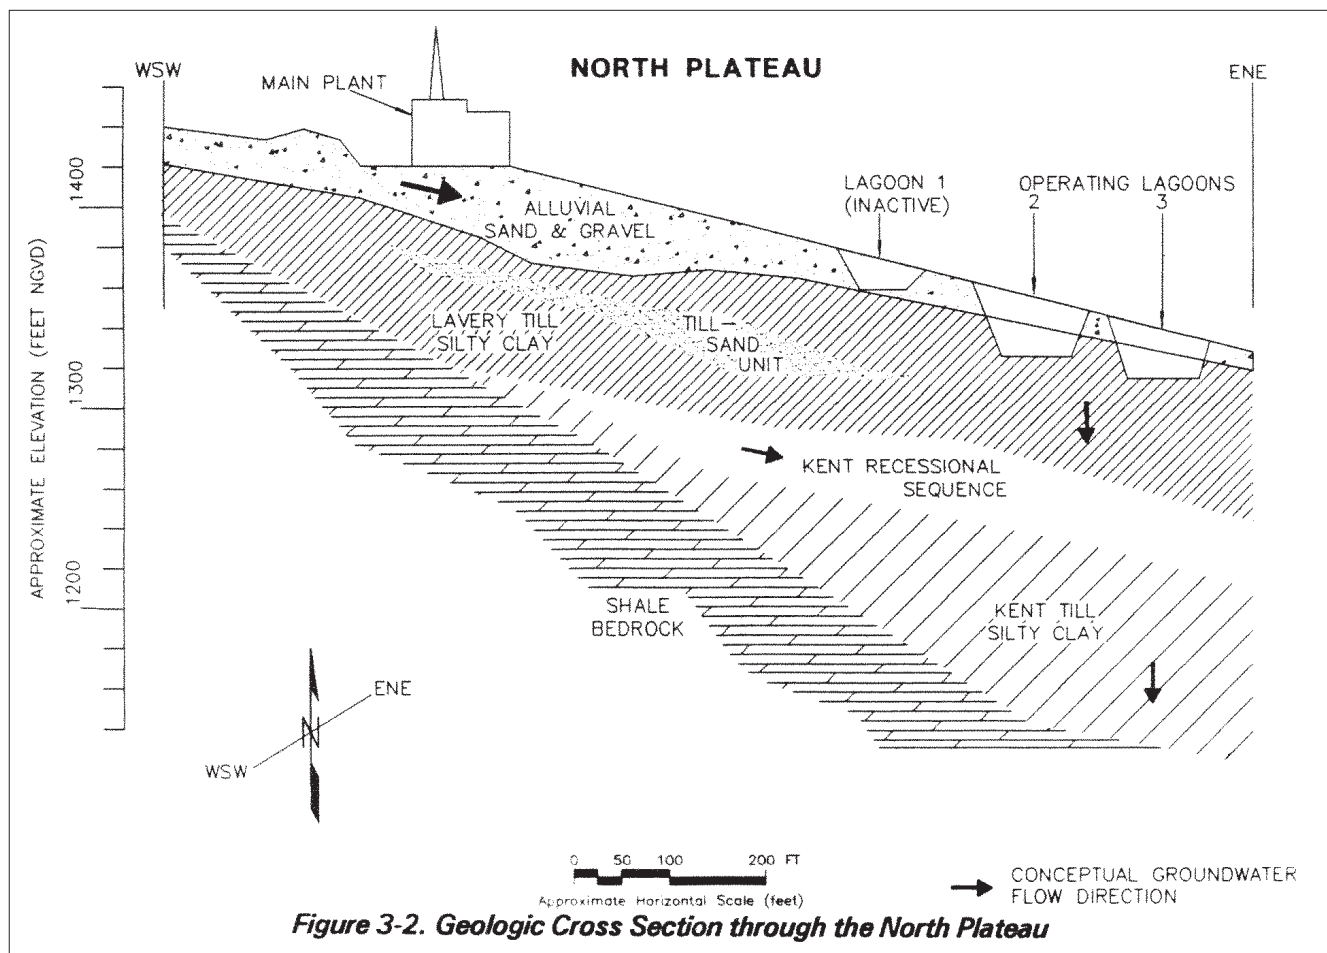 NORTH PLATEAU
WSW
ENE
MAIN PLANT
LAGOON 1
(INACTIVE)
OPERATING LAGOONS
2
3
ALLUVIAL
SAND & GRAVEL
LAVERY TILL
SILTY CLAY
TILL-
SAND
UNIT
KENT RECESSIONAL
SEQUENCE
SHALE
BEDROCK
KENT TILL
SILTY CLAY
APPROXIMATE ELEVATION (FEET NGVD)
1400
1300
1200
ENE
N
WSW
0 50 100 200 FT
Approximate Horizontal Scale (feet)
CONCEPTUAL GROUNDWATER
FLOW DIRECTION
Figure 3-2. Geologic Cross Section through the North Plateau